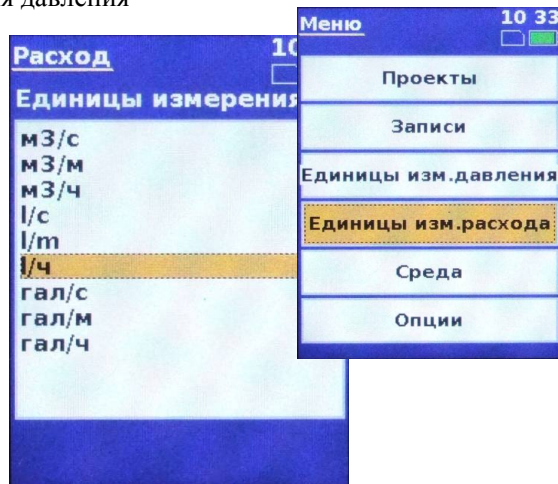 я давления
Расход
Единицы измерения
м3/с
м3/м
м3/ч
l/с
l/m
l/ч
гал/с
гал/м
гал/ч
Меню
10 33
Проекты
Записи
Единицы изм.давления
Единицы изм.расхода
Среда
Опции